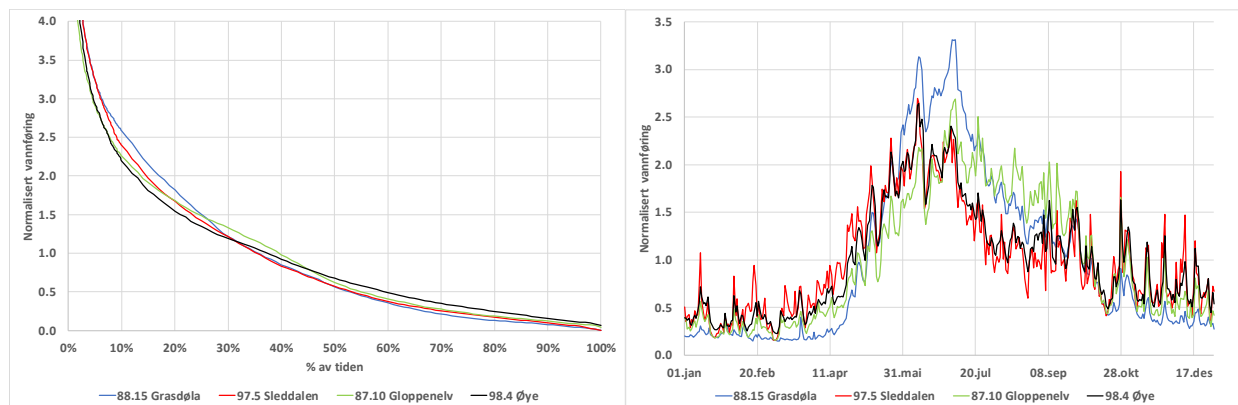 4.0
3.5
3.0
2.5
2.0
1.5
1.0
0.5
0.0
Normalisert vannføring
0% 10% 20% 30% 40% 50% 60% 70% 80% 90% 100%
% av tiden
88.15 Grasdøla 97.5 Sleddalen 87.10 Gloppenelv 98.4 Øye
3.5
3.0
2.5
2.0
1.5
1.0
0.5
0.0
Normalisert vannføring
01.jan 20.feb 11.apr 31.mai 20.jul 08.sep 28.okt 17.des
88.15 Grasdøla 97.5 Sleddalen 87.10 Gloppenelv 98.4 Øye